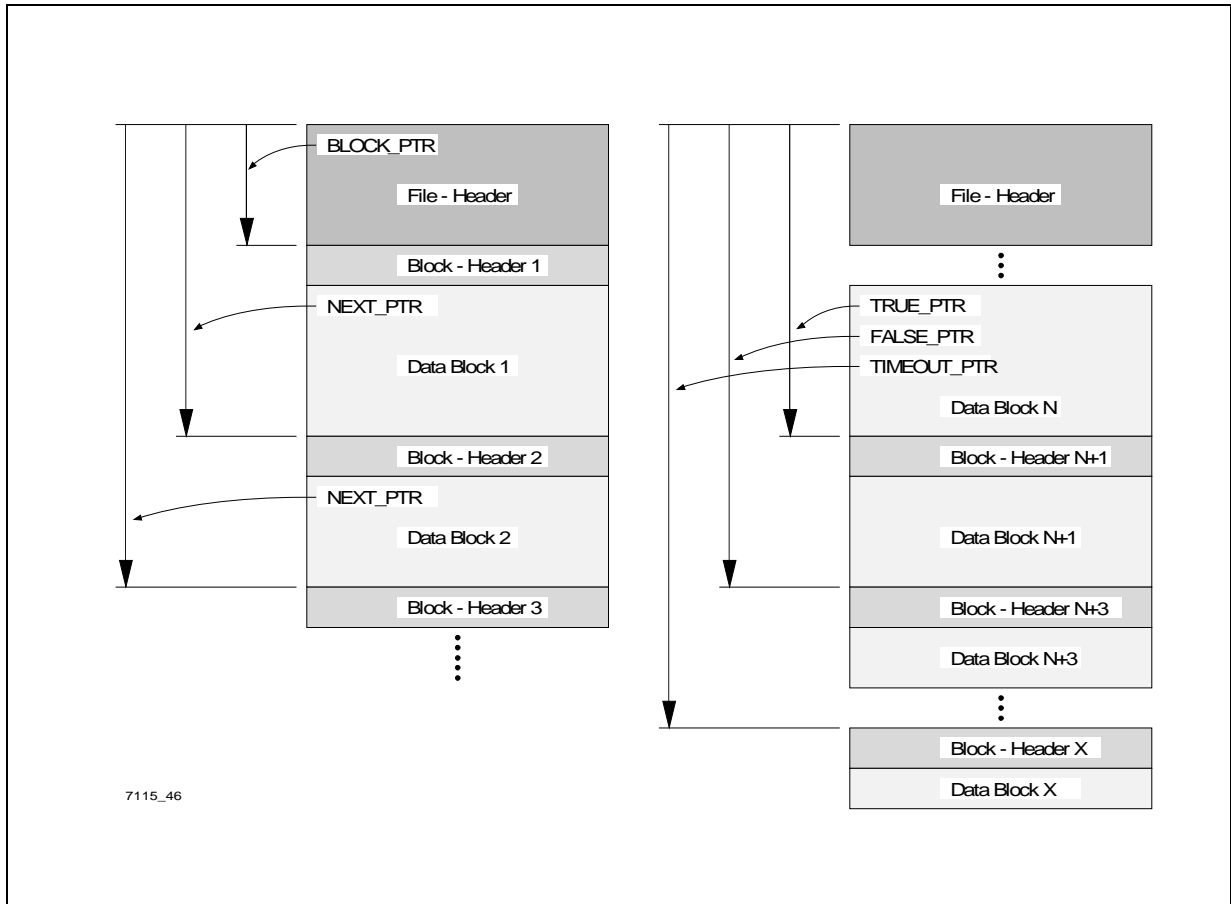 BLOCK_PTR
File - Header
Block - Header 1
NEXT_PTR
Data Block 1
Block - Header 2
NEXT_PTR
Data Block 2
Block - Header 3
File - Header
TRUE_PTR
FALSE_PTR
TIMEOUT_PTR
Data Block N
Block - Header N+1
Data Block N+1
Block - Header N+3
Data Block N+3
Block - Header X
Data Block X
7115_46